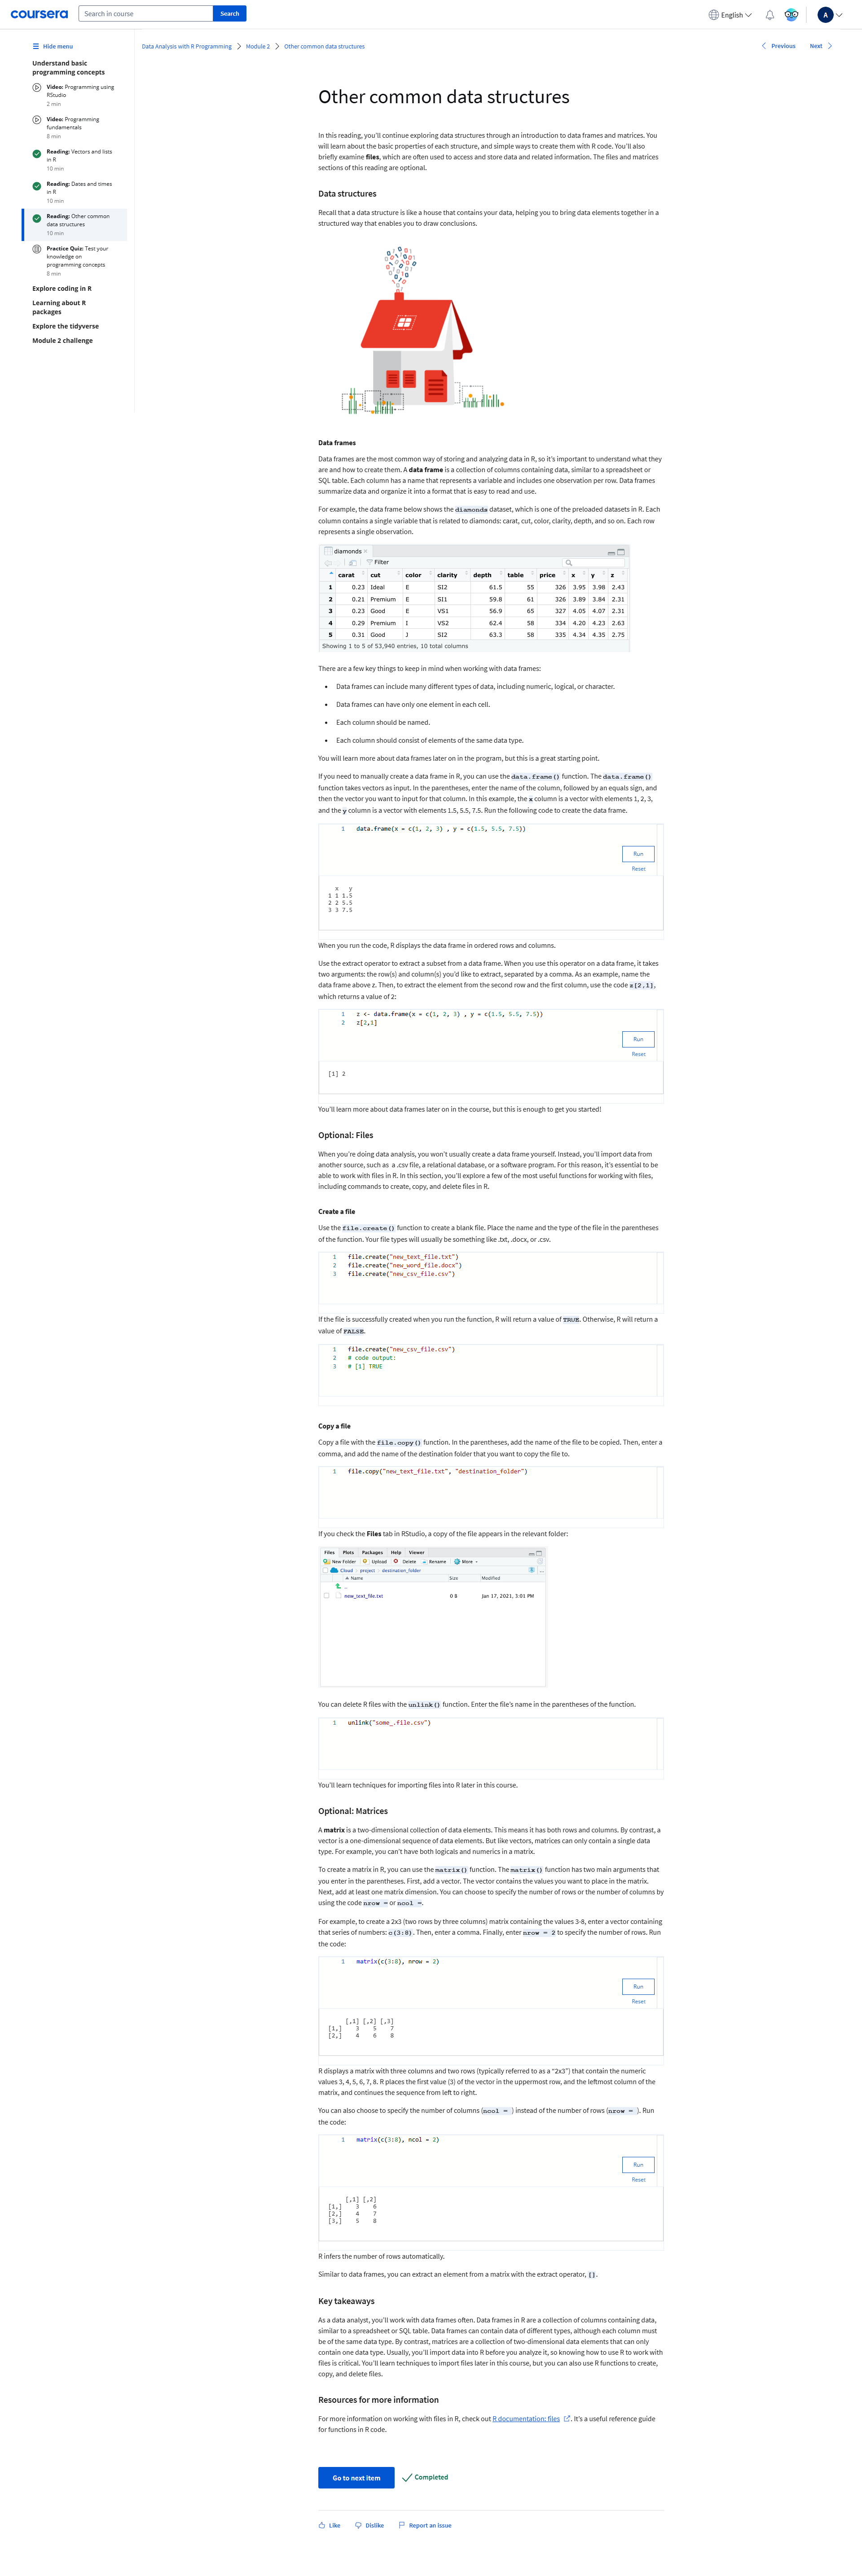 coursera
Search in course
Search
English
A
Hide menu
Data Analysis with R Programming
Module 2
Other common data structures
Previous
Next
Understand basic
programming concepts
Video: Programming using
RStudio
2 min
Video: Programming
fundamentals
8 min
Reading: Vectors and lists
in R
10 min
Reading: Dates and times
in R
10 min
Reading: Other common
data structures
10 min
Practice Quiz: Test your
knowledge on
programming concepts
8 min
Explore coding in R
Learning about R
packages
Explore the tidyverse
Module 2 challenge
Other common data structures
In this reading, you'll continue exploring data structures through an introduction to data frames and matrices. You
will learn about the basic properties of each structure, and simple ways to create them with R code. You'll also
briefly examine files, which are often used to access and store data and related information. The files and matrices
sections of this reading are optional.
Data structures
Recall that a data structure is like a house that contains your data, helping you to bring data elements together in a
structured way that enables you to draw conclusions.
Data frames
Data frames are the most common way of storing and analyzing data in R, so it's important to understand what they
are and how to create them. A data frame is a collection of columns containing data, similar to a spreadsheet or
SQL table. Each column has a name that represents a variable and includes one observation per row. Data frames
summarize data and organize it into a format that is easy to read and use.
For example, the data frame below shows the diamonds dataset, which is one of the preloaded datasets in R. Each
column contains a single variable that is related to diamonds: carat, cut, color, clarity, depth, and so on. Each row
represents a single observation.
diamonds
Filter
carat cut color clarity depth table price x y z
1 0.23 Ideal E SI2 61.5 55 326 3.95 3.98 2.43
2 0.21 Premium E SI1 59.8 61 326 3.89 3.84 2.31
3 0.23 Good E VS1 56.9 65 327 4.05 4.07 2.31
4 0.29 Premium I VS2 62.4 58 334 4.20 4.23 2.63
5 0.31 Good J SI2 63.3 58 335 4.34 4.35 2.75
Showing 1 to 5 of 53,940 entries, 10 total columns
There are a few key things to keep in mind when working with data frames:
• Data frames can include many different types of data, including numeric, logical, or character.
• Data frames can have only one element in each cell.
• Each column should be named.
• Each column should consist of elements of the same data type.
You will learn more about data frames later on in the program, but this is a great starting point.
If you need to manually create a data frame in R, you can use the data.frame() function. The data.frame()
function takes vectors as input. In the parentheses, enter the name of the column, followed by an equals sign, and
then the vector you want to input for that column. In this example, the x column is a vector with elements 1, 2, 3,
and the y column is a vector with elements 1.5, 5.5, 7.5. Run the following code to create the data frame.
1 data.frame(x = c(1, 2, 3) , y = c(1.5, 5.5, 7.5))
Run
Reset
x y
1 1 1.5
2 2 5.5
3 3 7.5
When you run the code, R displays the data frame in ordered rows and columns.
Use the extract operator to extract a subset from a data frame. When you use this operator on a data frame, it takes
two arguments: the row(s) and column(s) you'd like to extract, separated by a comma. As an example, name the
data frame above z. Then, to extract the element from the second row and the first column, use the code z[2,1],
which returns a value of 2:
1 z <- data.frame(x = c(1, 2, 3) , y = c(1.5, 5.5, 7.5))
2 z[2,1]
Run
Reset
[1] 2
You'll learn more about data frames later on in the course, but this is enough to get you started!
Optional: Files
When you're doing data analysis, you won't usually create a data frame yourself. Instead, you'll import data from
another source, such as a .csv file, a relational database, or a software program. For this reason, it's essential to be
able to work with files in R. In this section, you'll explore a few of the most useful functions for working with files,
including commands to create, copy, and delete files in R.
Create a file
Use the file.create() function to create a blank file. Place the name and the type of the file in the parentheses
of the function. Your file types will usually be something like .txt, .docx, or .csv.
1 file.create("new_text_file.txt")
2 file.create("new_word_file.docx")
3 file.create("new_csv_file.csv")
If the file is successfully created when you run the function, R will return a value of TRUE. Otherwise, R will return a
value of FALSE.
1 file.create("new_csv_file.csv")
2 # code output:
3 # [1] TRUE
Copy a file
Copy a file with the file.copy() function. In the parentheses, add the name of the file to be copied. Then, enter a
comma, and add the name of the destination folder that you want to copy the file to.
1 file.copy("new_text_file.txt", "destination_folder")
If you check the Files tab in RStudio, a copy of the file appears in the relevant folder:
Files Plots Packages Help Viewer
New Folder Upload Delete Rename More
Cloud project destination_folder
Name Size Modified
..
new_text_file.txt 0 B Jan 17, 2021, 3:01 PM
You can delete R files with the unlink() function. Enter the file's name in the parentheses of the function.
1 unlink("some_.file.csv")
You'll learn techniques for importing files into R later in this course.
Optional: Matrices
A matrix is a two-dimensional collection of data elements. This means it has both rows and columns. By contrast, a
vector is a one-dimensional sequence of data elements. But like vectors, matrices can only contain a single data
type. For example, you can't have both logicals and numerics in a matrix.
To create a matrix in R, you can use the matrix() function. The matrix() function has two main arguments that
you enter in the parentheses. First, add a vector. The vector contains the values you want to place in the matrix.
Next, add at least one matrix dimension. You can choose to specify the number of rows or the number of columns by
using the code nrow = or ncol =.
For example, to create a 2x3 (two rows by three columns) matrix containing the values 3-8, enter a vector containing
that series of numbers: c(3:8). Then, enter a comma. Finally, enter nrow = 2 to specify the number of rows. Run
the code:
1 matrix(c(3:8), nrow = 2)
Run
Reset
[,1] [,2] [,3]
[1,] 3 5 7
[2,] 4 6 8
R displays a matrix with three columns and two rows (typically referred to as a "2x3") that contain the numeric
values 3, 4, 5, 6, 7, 8. R places the first value (3) of the vector in the uppermost row, and the leftmost column of the
matrix, and continues the sequence from left to right.
You can also choose to specify the number of columns (ncol = ) instead of the number of rows (nrow = ). Run
the code:
1 matrix(c(3:8), ncol = 2)
Run
Reset
[,1] [,2]
[1,] 3 6
[2,] 4 7
[3,] 5 8
R infers the number of rows automatically.
Similar to data frames, you can extract an element from a matrix with the extract operator, [].
Key takeaways
As a data analyst, you'll work with data frames often. Data frames in R are a collection of columns containing data,
similar to a spreadsheet or SQL table. Data frames can contain data of different types, although each column must
be of the same data type. By contrast, matrices are a collection of two-dimensional data elements that can only
contain one data type. Usually, you'll import data into R before you analyze it, so knowing how to use R to work with
files is critical. You'll learn techniques to import files later in this course, but you can also use R functions to create,
copy, and delete files.
Resources for more information
For more information on working with files in R, check out R documentation: files . It's a useful reference guide
for functions in R code.
Go to next item
Completed
Like
Dislike
Report an issue